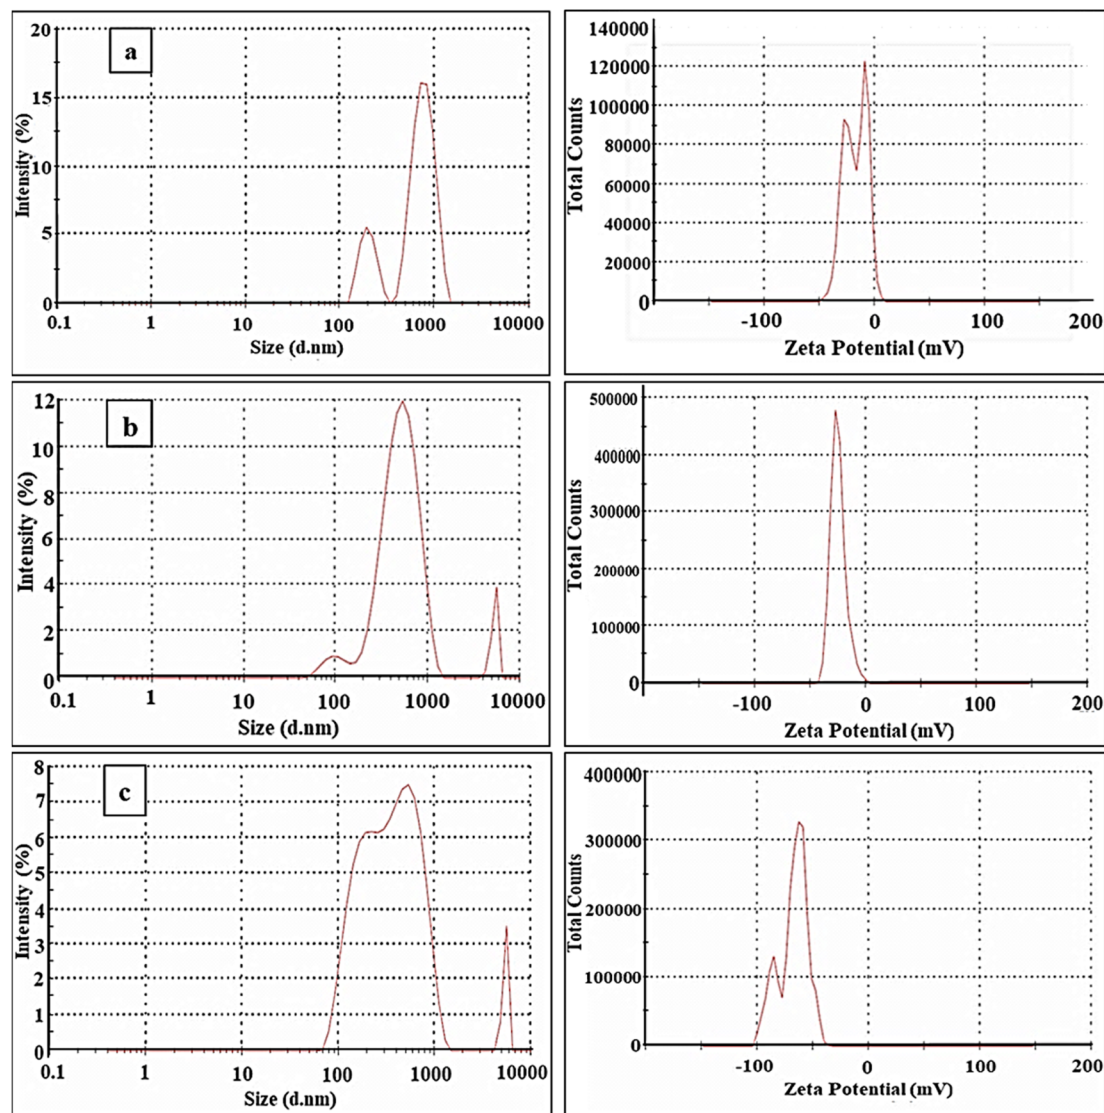 a
20
15
10
5
0
Intensity (%)
0.1 1 10 100 1000 10000
Size (d.nm)
140000
120000
100000
80000
60000
40000
20000
0
Total Counts
-100 0 100 200
Zeta Potential (mV)
b
12
10
8
6
4
2
0
Intensity (%)
0.1 1 10 100 1000 10000
Size (d.nm)
500000
400000
300000
200000
100000
0
Total Counts
-100 0 100 200
Zeta Potential (mV)
c
8
7
6
5
4
3
2
1
0
Intensity (%)
0.1 1 10 100 1000 10000
Size (d.nm)
400000
300000
200000
100000
0
Total Counts
-100 0 100 200
Zeta Potential (mV)